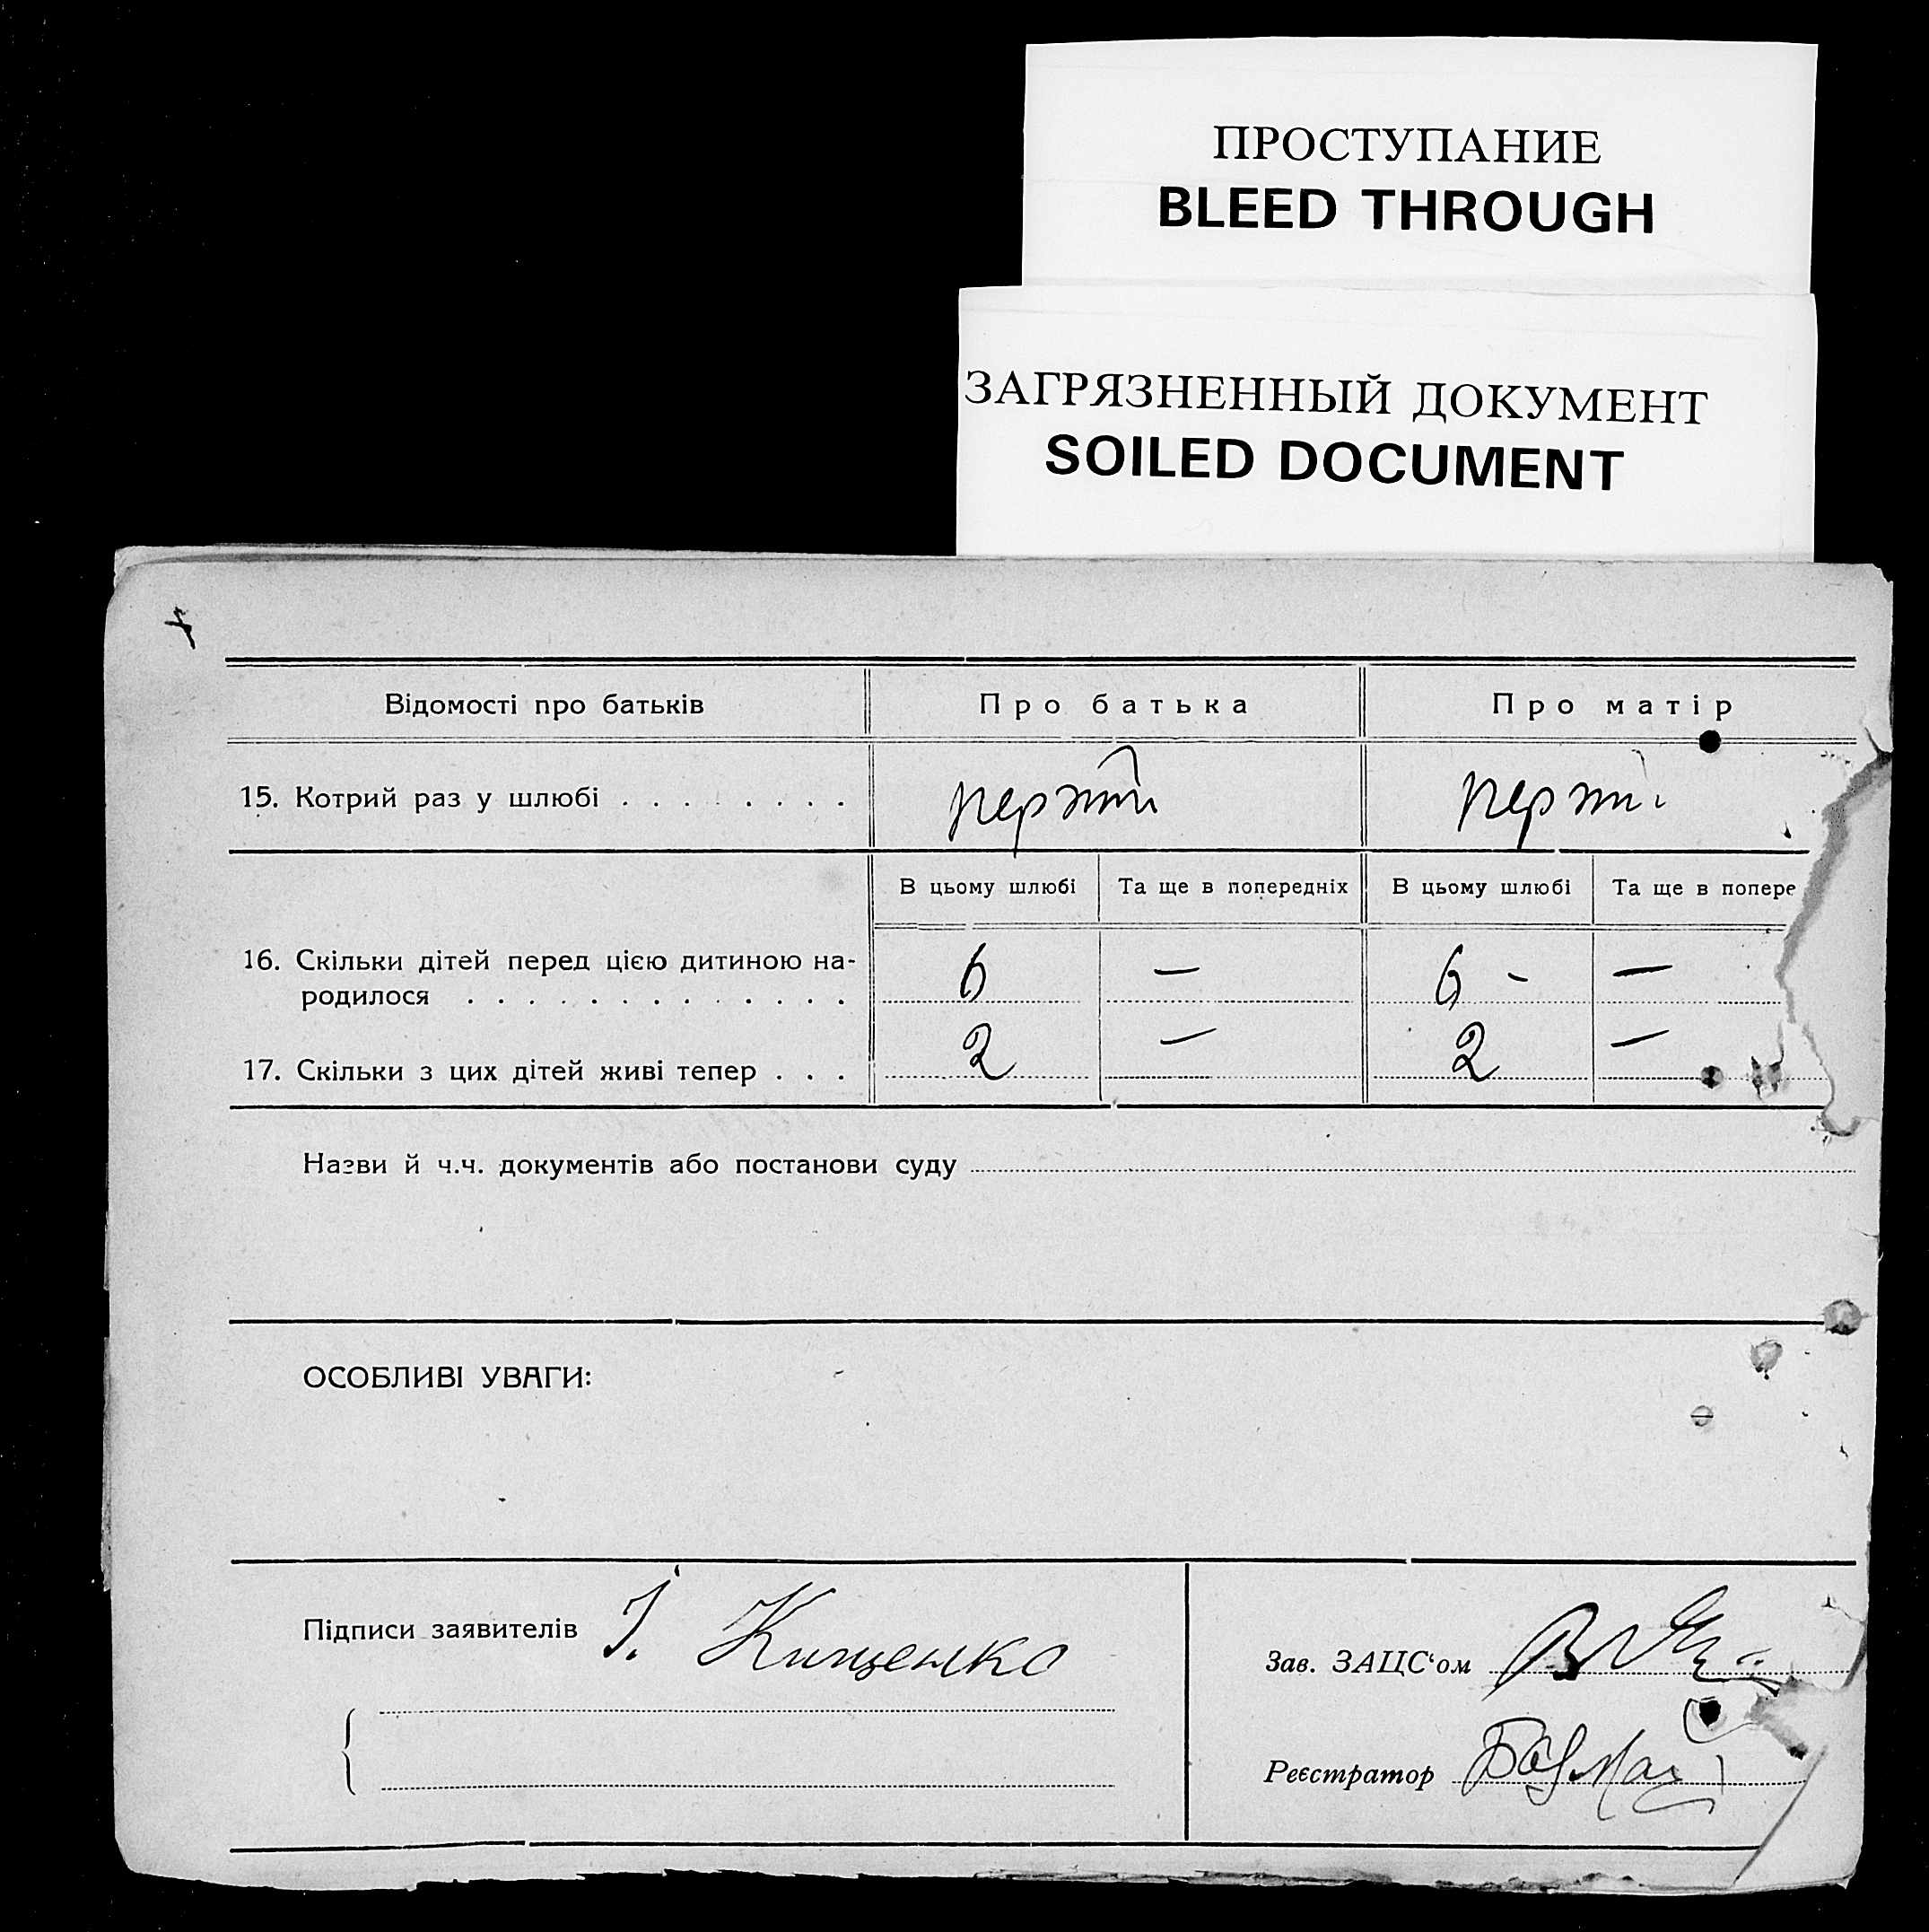 ПРОСТУПАНИЕ
BLEED THROUGH
ЗАГРЯЗНЕННЫЙ ДОКУМЕНТ
SOILED DOCUMENT
Відомості про батьків Про батька Про матір
15. Котрий раз у шлюбі . . . . . . . . перший перши
В цьому шлюбі Та ще в попередніх В цьому шлюбі Та ще в попере
16. Скільки дітей перед цією дитиною на-
родилося . . . . . . . . . . . . . 6 — 6 - —
17. Скільки з цих дітей живі тепер . . . 2 — 2 —
Назви й ч.ч. документів або постанови суду
ОСОБЛИВІ УВАГИ:
Підписи заявителів І. Кищенко
Зав. ЗАЦС‘ом
Реєстратор